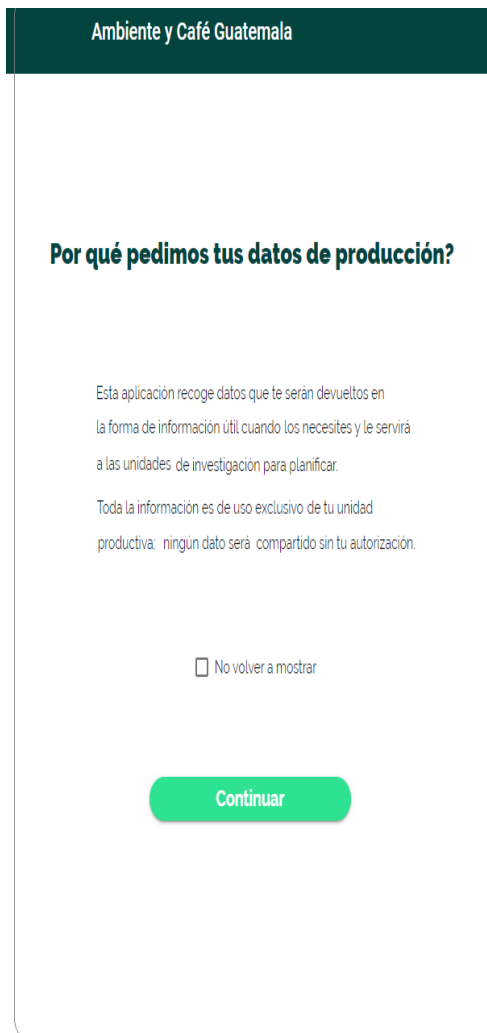 Ambiente y Café Guatemala
Por qué pedimos tus datos de producción?
Esta aplicación recoge datos que te serán devueltos en
la forma de información útil cuando los necesites y le servirá
a las unidades de investigación para planificar.
Toda la información es de uso exclusivo de tu unidad
productiva; ningún dato será compartido sin tu autorización.
No volver a mostrar
Continuar